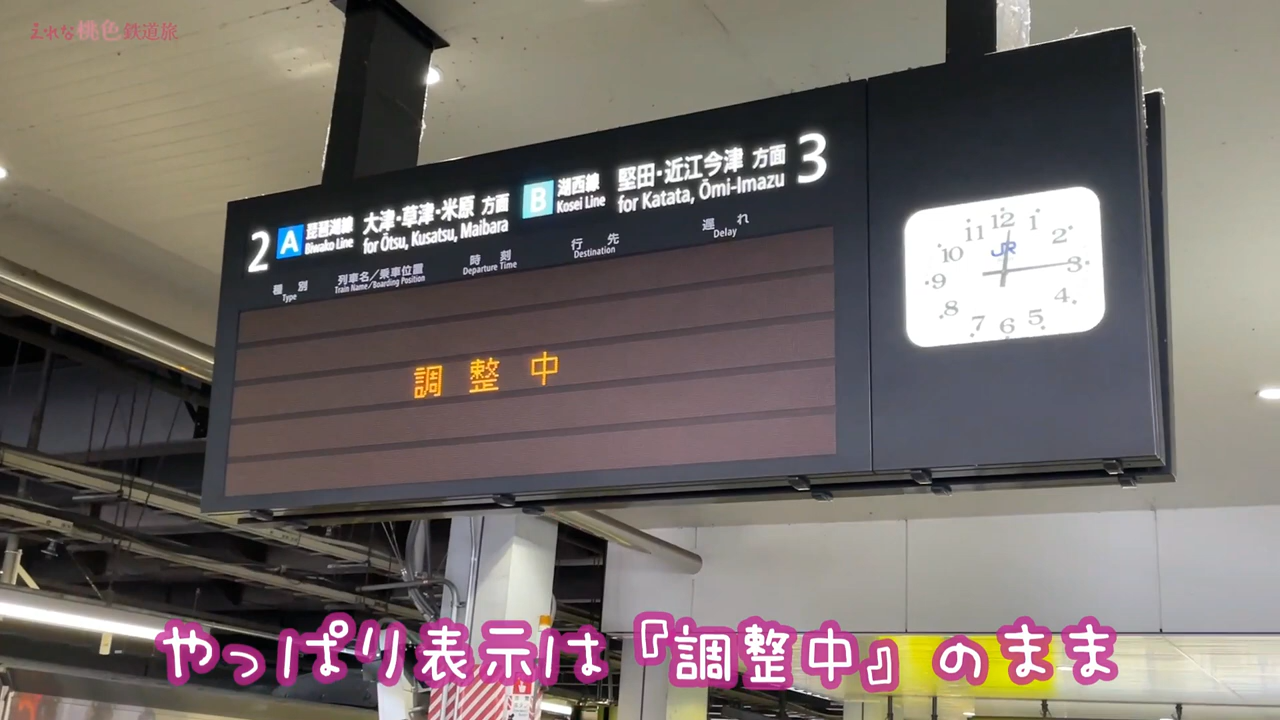 えれな桃色鉄道旅
2 A 琵琶湖線 大津・草津・米原 方面 B 湖西線 堅田・近江今津 方面 3
Biwako Line for Ōtsu, Kusatsu, Maibara Kosei Line for Katata, Ōmi-Imazu
種別 列車名/乗車位置 時刻 行先 遅れ
Type Train Name/Boarding Position Departure Time Destination Delay
調整中
JR
12 1 2 3 4 5 6 7 8 9 10 11
やっぱり表示は『調整中』のまま